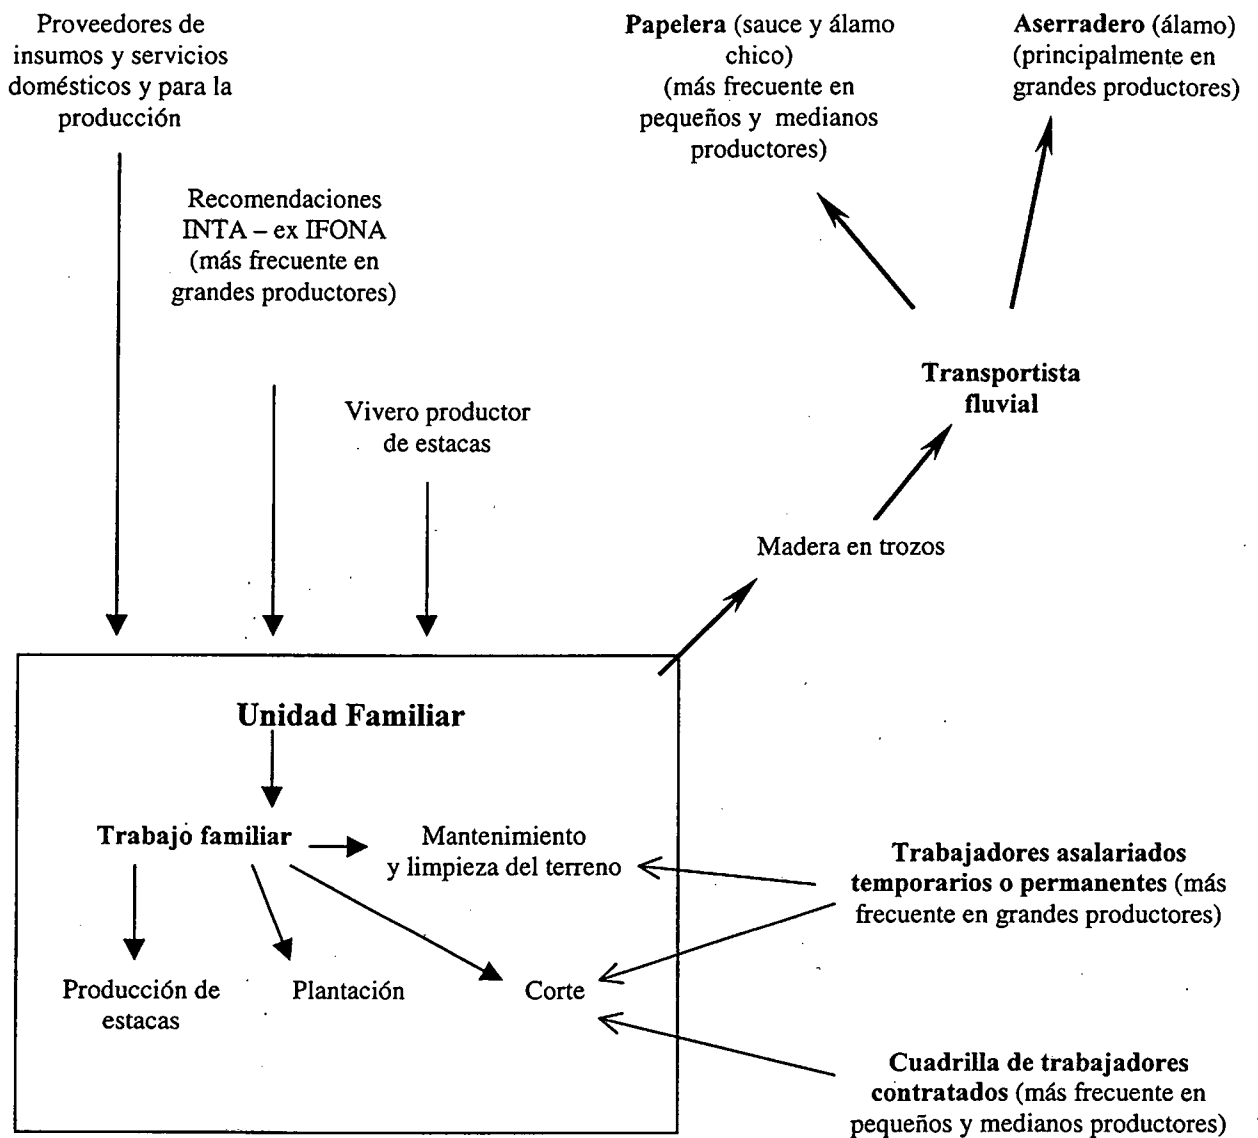 Proveedores de
insumos y servicios
domésticos y para la
producción
Papelera (sauce y álamo
chico)
(más frecuente en
pequeños y medianos
productores)
Aserradero (álamo)
(principalmente en
grandes productores)
Recomendaciones
INTA – ex IFONA
(más frecuente en
grandes productores)
Transportista
fluvial
Vivero productor
de estacas
Madera en trozos
Unidad Familiar
Trabajo familiar
Mantenimiento
y limpieza del terreno
Trabajadores asalariados
temporarios o permanentes (más
frecuente en grandes productores)
Producción de
estacas
Plantación
Corte
Cuadrilla de trabajadores
contratados (más frecuente en
pequeños y medianos productores)